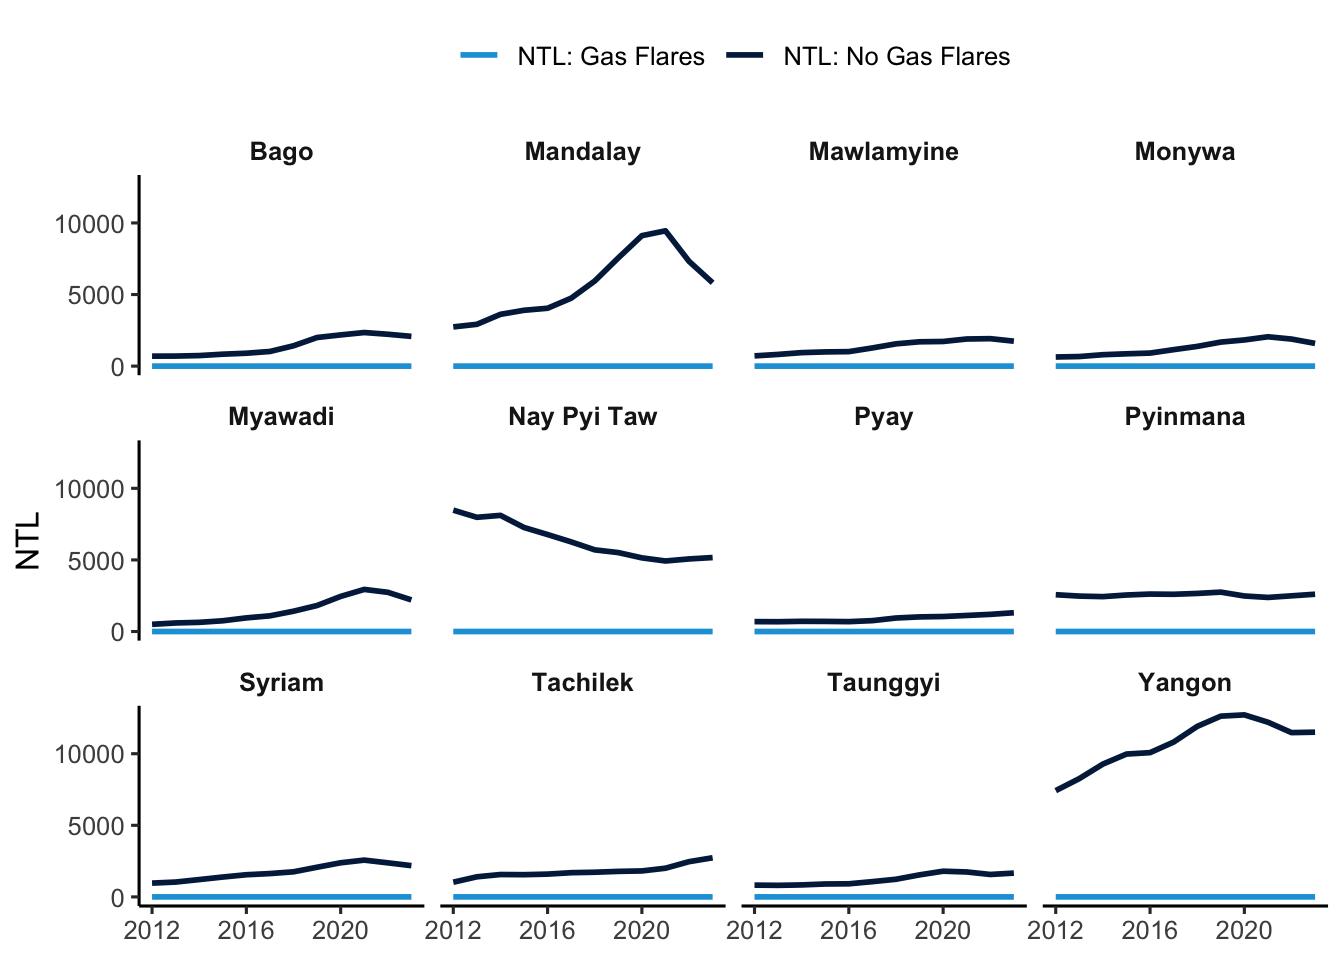 NTL: Gas Flares NTL: No Gas Flares
Bago Mandalay Mawlamyine Monywa
10000
5000
0
Myawadi Nay Pyi Taw Pyay Pyinmana
10000
5000
0
NTL
Syriam Tachilek Taunggyi Yangon
10000
5000
0
2012 2016 2020 2012 2016 2020 2012 2016 2020 2012 2016 2020